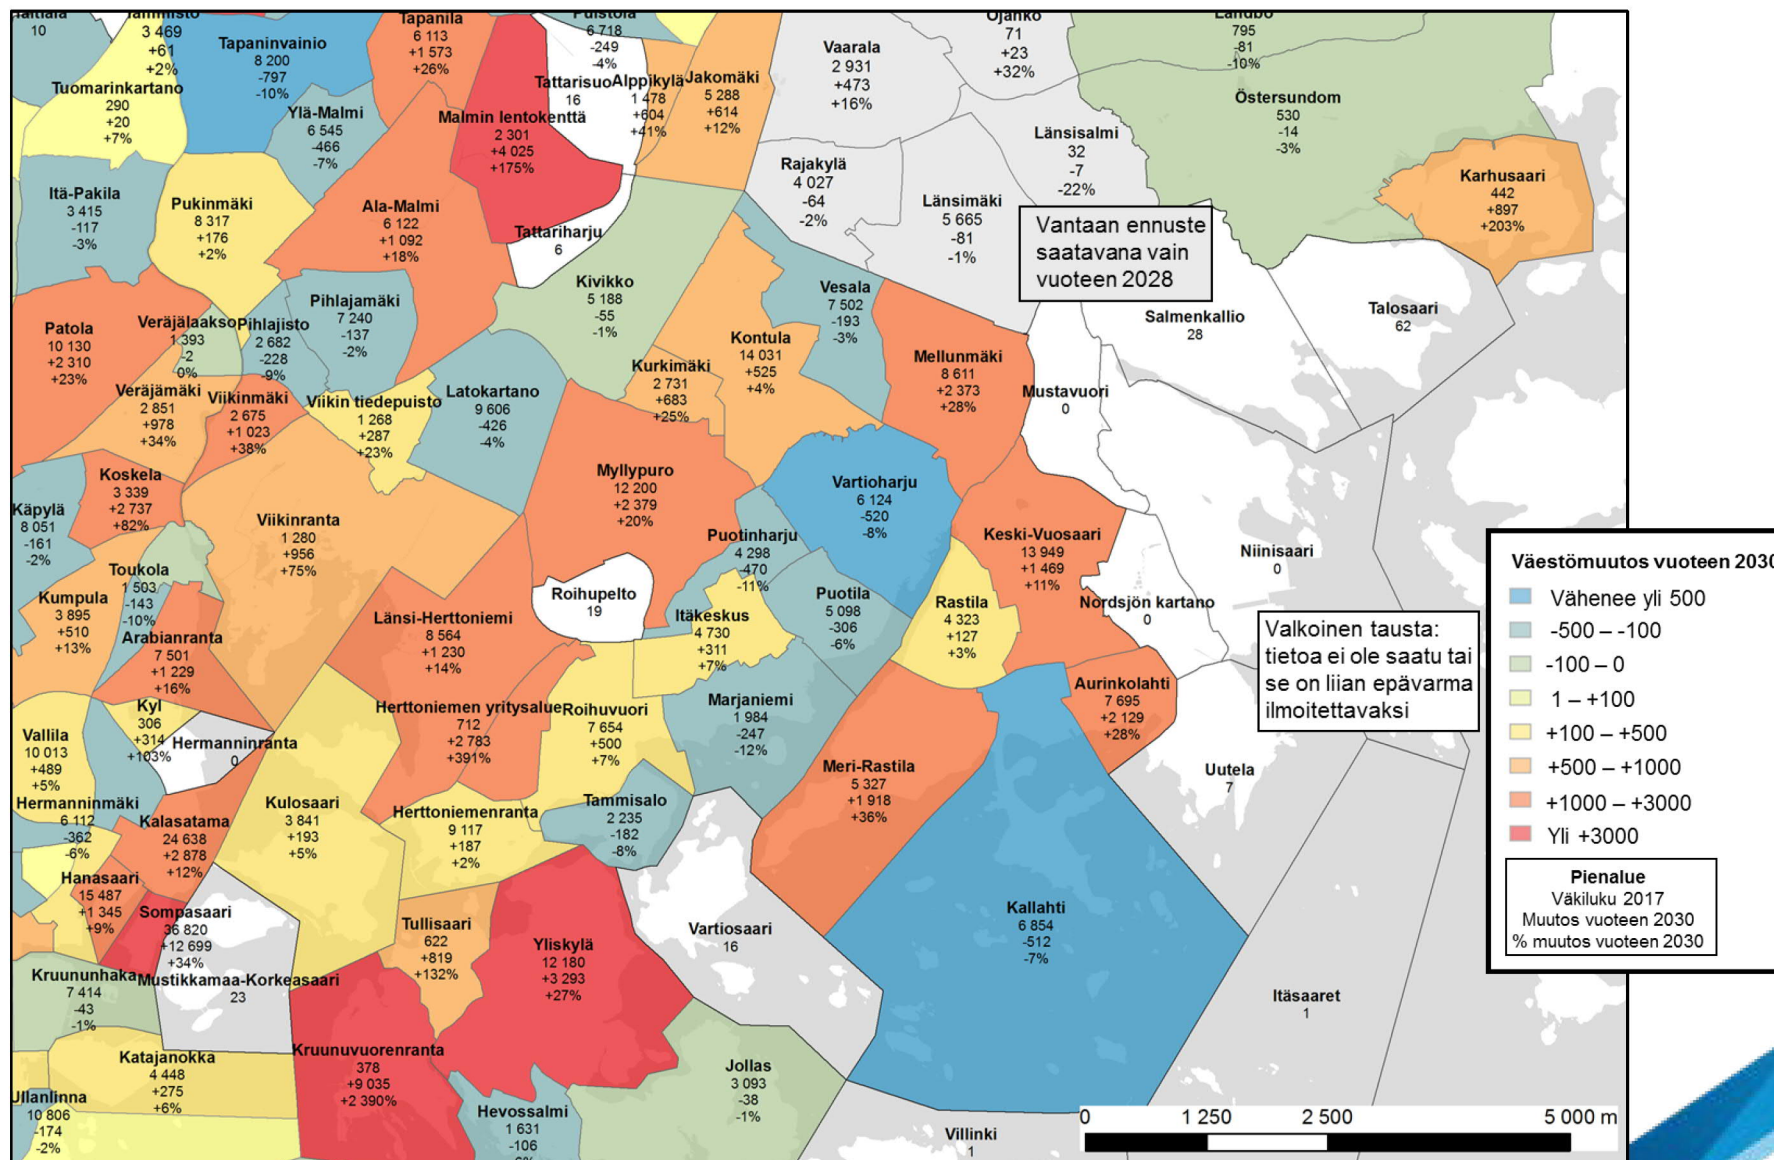 10
Tammisto
3 469
+61
+2%
Tapaninvainio
8 200
-797
-10%
Tapanila
6 113
+1 573
+26%
Puistola
6 718
-249
-4%
Tattarisuo
16
Alppikylä
1 478
+604
+41%
Jakomäki
5 288
+614
+12%
Vaarala
2 931
+473
+16%
Ojanko
71
+23
+32%
Landbo
795
-81
-10%
Tuomarinkartano
290
+20
+7%
Ylä-Malmi
6 545
-466
-7%
Malmin lentokenttä
2 301
+4 025
+175%
Östersundom
530
-14
-3%
Länsisalmi
32
-7
-22%
Rajakylä
4 027
-64
-2%
Länsimäki
5 665
-81
-1%
Karhusaari
442
+897
+203%
Itä-Pakila
3 415
-117
-3%
Pukinmäki
8 317
+176
+2%
Ala-Malmi
6 122
+1 092
+18%
Tattariharju
6
Vantaan ennuste
saatavana vain
vuoteen 2028
Kivikko
5 188
-55
-1%
Vesala
7 502
-193
-3%
Pihlajamäki
7 240
-137
-2%
Salmenkallio
28
Talosaari
62
Patola
10 130
+2 310
+23%
Veräjälaakso
1 393
-2
0%
Pihlajisto
2 682
-228
-9%
Kontula
14 031
+525
+4%
Mellunmäki
8 611
+2 373
+28%
Kurkimäki
2 731
+683
+25%
Mustavuori
0
Veräjämäki
2 851
+978
+34%
Viikinmäki
2 675
+1 023
+38%
Viikin tiedepuisto
1 268
+287
+23%
Latokartano
9 606
-426
-4%
Koskela
3 339
+2 737
+82%
Myllypuro
12 200
+2 379
+20%
Vartioharju
6 124
-520
-8%
Käpylä
8 051
-161
-2%
Viikinranta
1 280
+956
+75%
Puotinharju
4 298
-470
-11%
Keski-Vuosaari
13 949
+1 469
+11%
Niinisaari
0
Toukola
1 503
-143
-10%
Kumpula
3 895
+510
+13%
Roihupelto
19
Puotila
5 098
-306
-6%
Rastila
4 323
+127
+3%
Nordsjön kartano
0
Arabianranta
7 501
+1 229
+16%
Länsi-Herttoniemi
8 564
+1 230
+14%
Itäkeskus
4 730
+311
+7%
Valkoinen tausta:
tietoa ei ole saatu tai
se on liian epävarma
ilmoitettavaksi
Väestömuutos vuoteen 2030
Vähenee yli 500
-500 – -100
-100 – 0
1 – +100
+100 – +500
+500 – +1000
+1000 – +3000
Yli +3000
Pienalue
Väkiluku 2017
Muutos vuoteen 2030
% muutos vuoteen 2030
Kyl
306
+314
+103%
Herttoniemen yritysalue
712
+2 783
+391%
Roihuvuori
7 654
+500
+7%
Marjaniemi
1 984
-247
-12%
Aurinkolahti
7 695
+2 129
+28%
Vallila
10 013
+489
+5%
Hermanninranta
0
Meri-Rastila
5 327
+1 918
+36%
Uutela
7
Hermanninmäki
6 112
-362
-6%
Kalasatama
24 638
+2 878
+12%
Kulosaari
3 841
+193
+5%
Herttoniemenranta
9 117
+187
+2%
Tammisalo
2 235
-182
-8%
Hanasaari
15 487
+1 345
+9%
Sompasaari
36 820
+12 699
+34%
Tullisaari
622
+819
+132%
Yliskylä
12 180
+3 293
+27%
Vartiosaari
16
Kallahti
6 854
-512
-7%
Kruununhaka
7 414
-43
-1%
Mustikkamaa-Korkeasaari
23
Itäsaaret
1
Katajanokka
4 448
+275
+6%
Kruunuvuorenranta
378
+9 035
+2 390%
Jollas
3 093
-38
-1%
Ullanlinna
10 806
-174
-2%
Hevossalmi
1 631
-106
Villinki
1
0
1 250
2 500
5 000 m